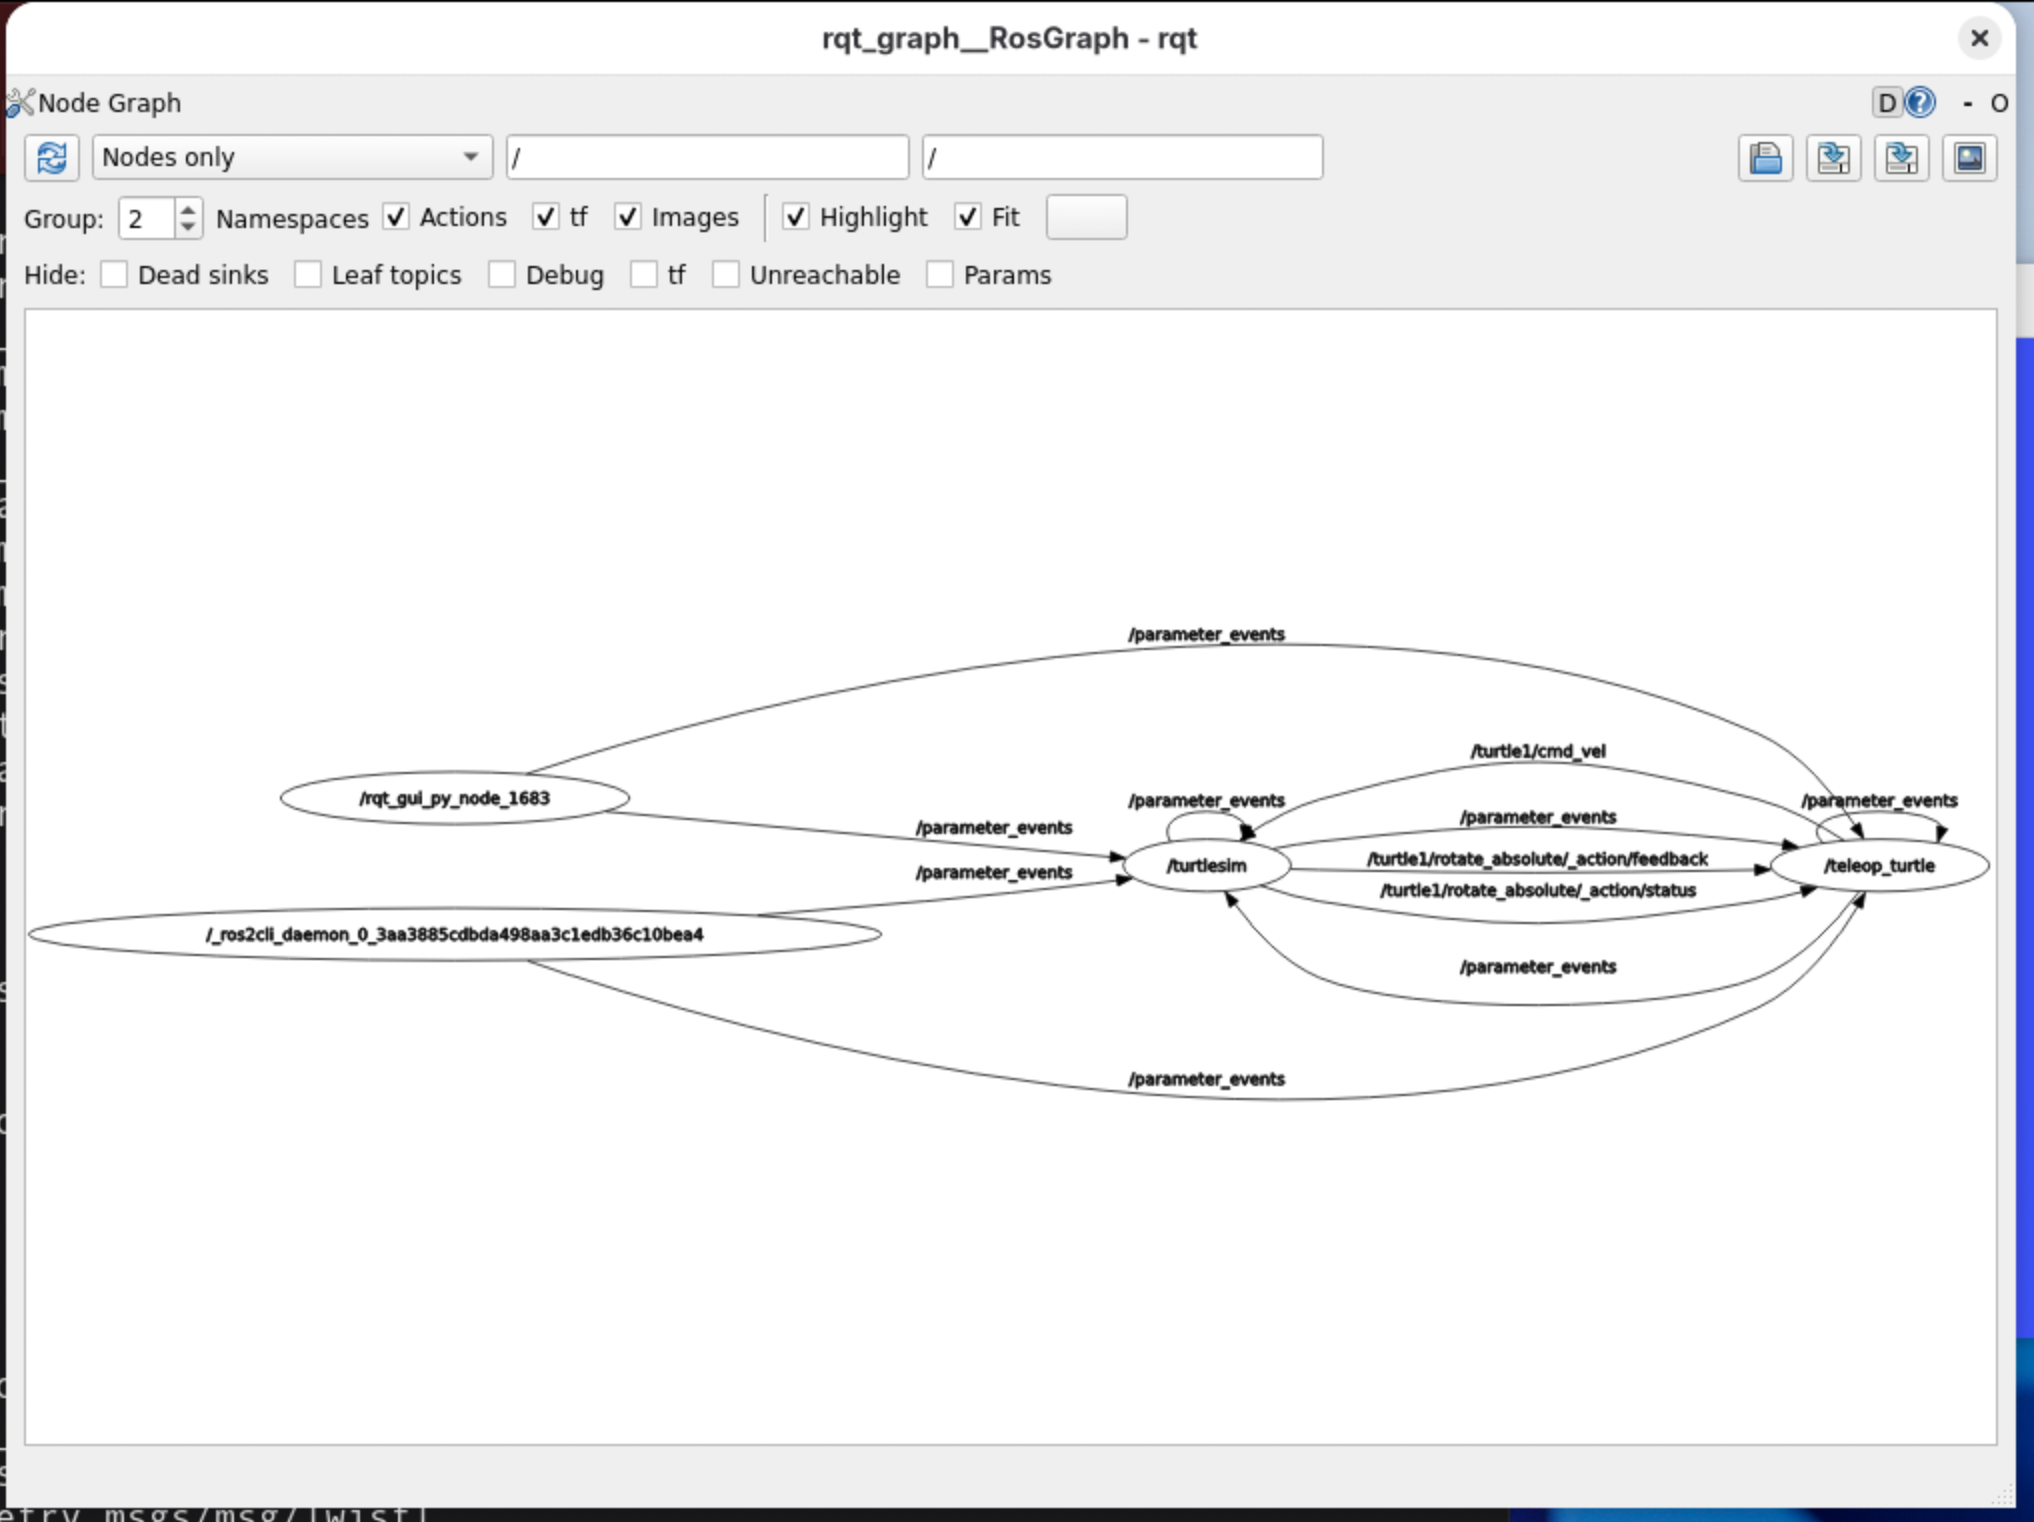 rqt_graph__RosGraph - rqt
Node Graph
D ? - O
Nodes only / /
Group: 2 Namespaces Actions tf Images Highlight Fit
Hide: Dead sinks Leaf topics Debug tf Unreachable Params
/parameter_events
/turtle1/cmd_vel
/rqt_gui_py_node_1683
/parameter_events
/parameter_events
/parameter_events
/parameter_events
/turtle1/rotate_absolute/_action/feedback
/turtlesim
/teleop_turtle
/parameter_events
/turtle1/rotate_absolute/_action/status
/_ros2cli_daemon_0_3aa3885cdbda498aa3c1edb36c10bea4
/parameter_events
/parameter_events
etry_msgs/msg/Twist]